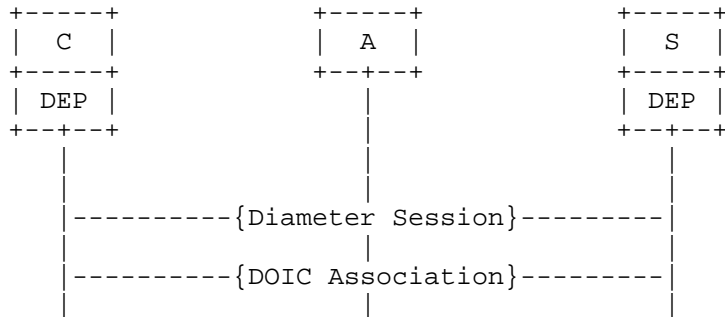 C A S
DEP DEP
{Diameter Session}
{DOIC Association}